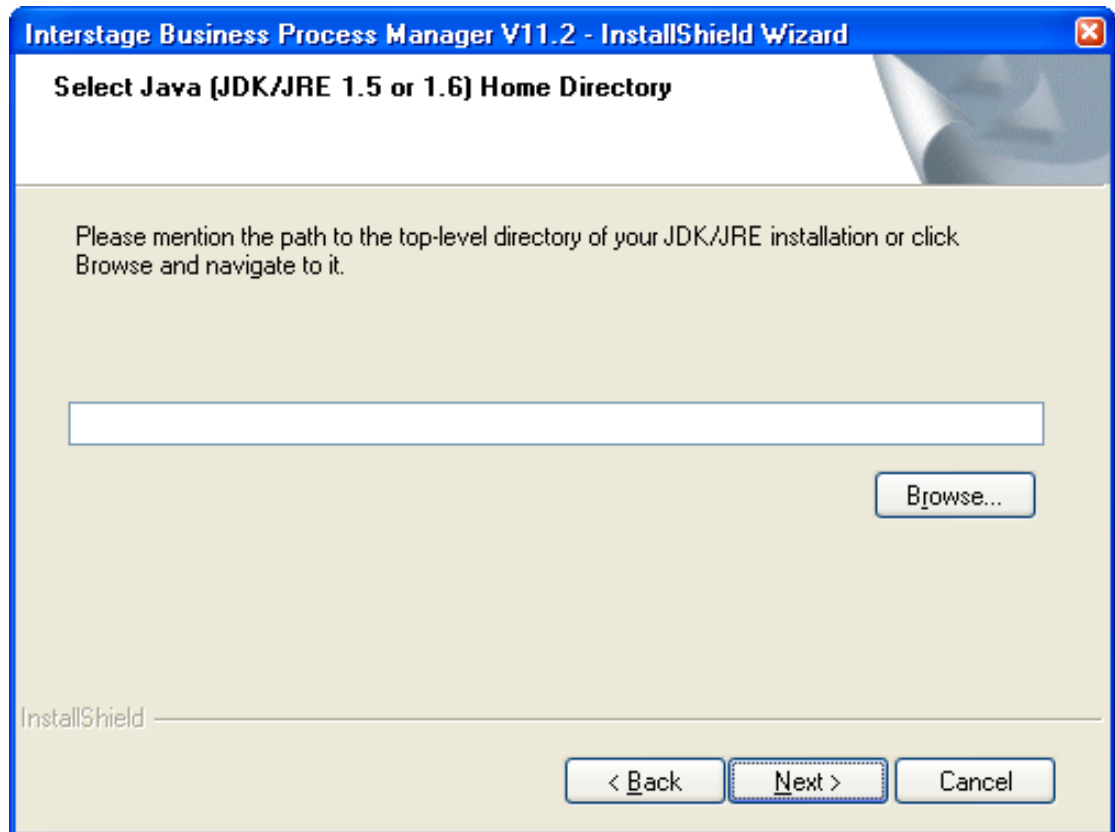 Interstage Business Process Manager V11.2 - InstallShield Wizard
Select Java (JDK/JRE 1.5 or 1.6) Home Directory
Please mention the path to the top-level directory of your JDK/JRE installation or click
Browse and navigate to it.
Browse...
InstallShield
< Back
Next >
Cancel